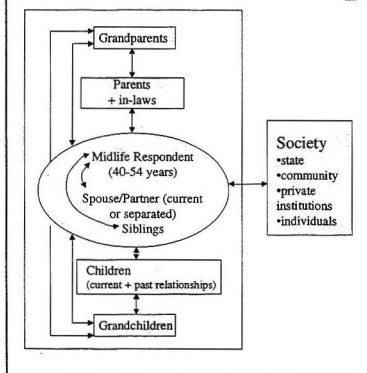 Grandparents
Parents
+ in-laws
Midlife Respondent
(40-54 years)
Spouse/Partner (current
or separated)
Siblings
Children
(current + past relationships)
Grandchildren
Society
•state
•community
•private
institutions
•individuals